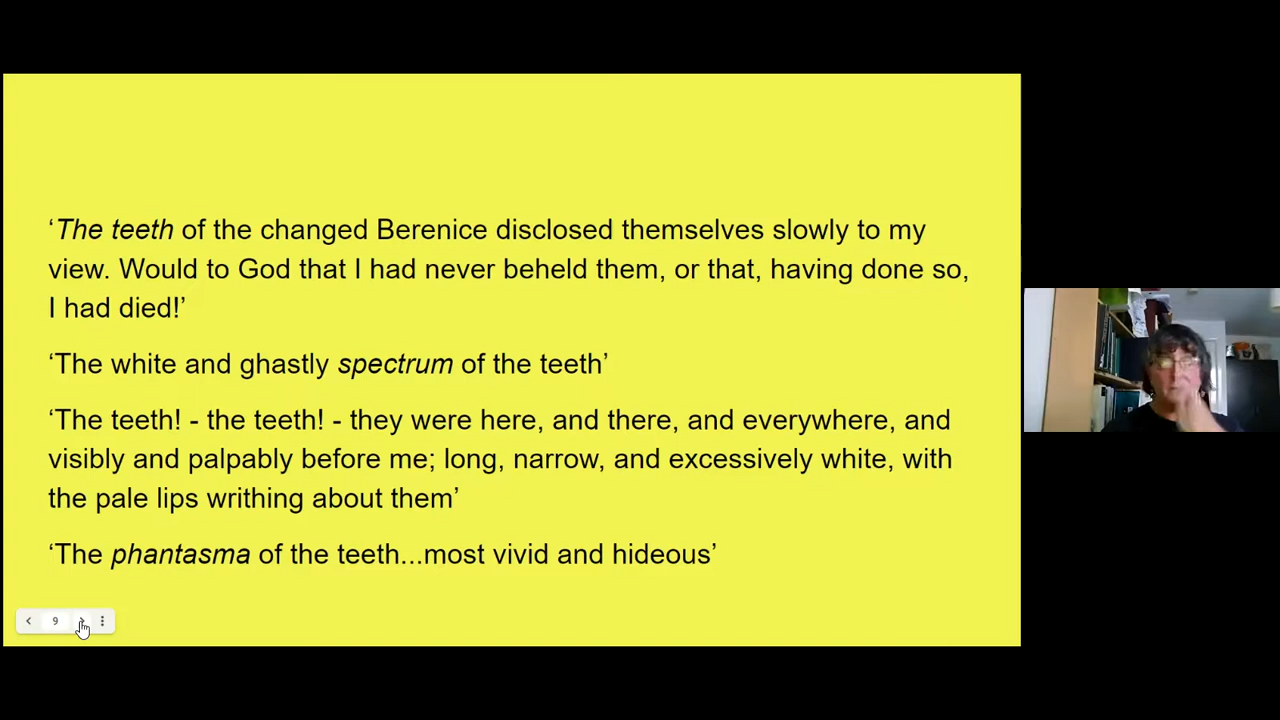 ‘The teeth of the changed Berenice disclosed themselves slowly to my
view. Would to God that I had never beheld them, or that, having done so,
I had died!’
‘The white and ghastly spectrum of the teeth’
‘The teeth! - the teeth! - they were here, and there, and everywhere, and
visibly and palpably before me; long, narrow, and excessively white, with
the pale lips writhing about them’
‘The phantasma of the teeth...most vivid and hideous’
9